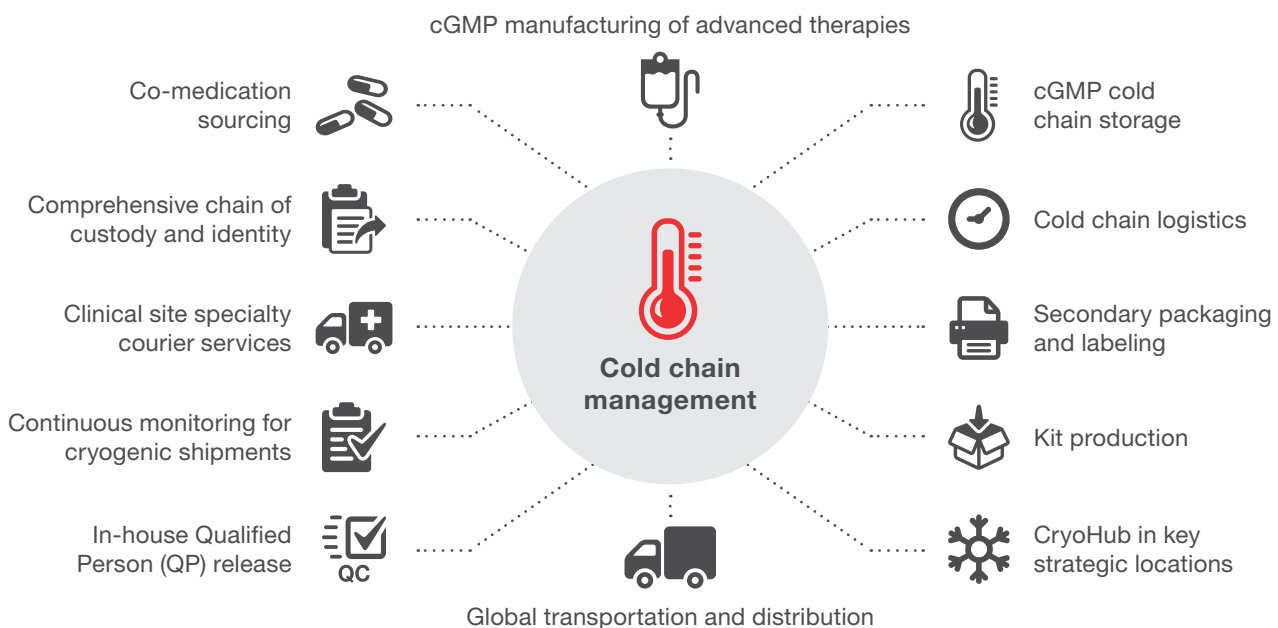 cGMP manufacturing of advanced therapies
Co-medication
sourcing
Comprehensive chain of
custody and identity
Clinical site specialty
courier services
Continuous monitoring for
cryogenic shipments
In-house Qualified
Person (QP) release
QC
Cold chain
management
cGMP cold
chain storage
Cold chain logistics
Secondary packaging
and labeling
Kit production
CryoHub in key
strategic locations
Global transportation and distribution